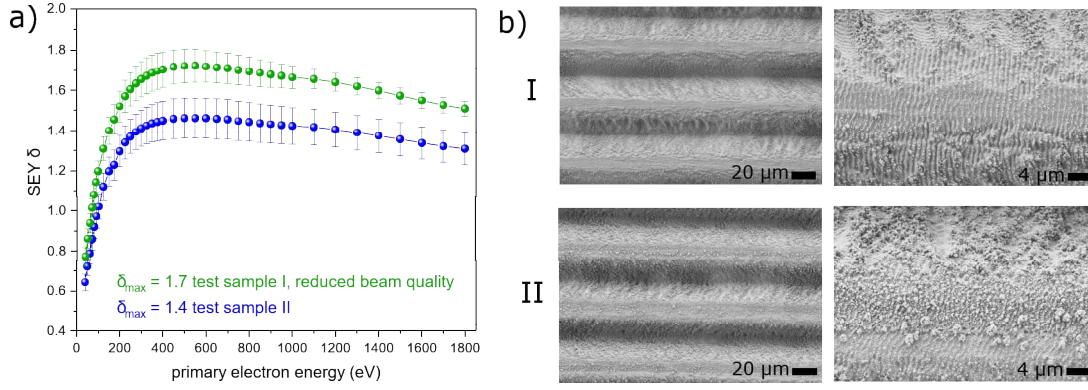 a)
SEY δ
2.0
1.8
1.6
1.4
1.2
1.0
0.8
0.6
0.4
δmax = 1.7 test sample I, reduced beam quality
δmax = 1.4 test sample II
0 200 400 600 800 1000 1200 1400 1600 1800
primary electron energy (eV)
b)
I
20 µm
4 µm
II
20 µm
4 µm